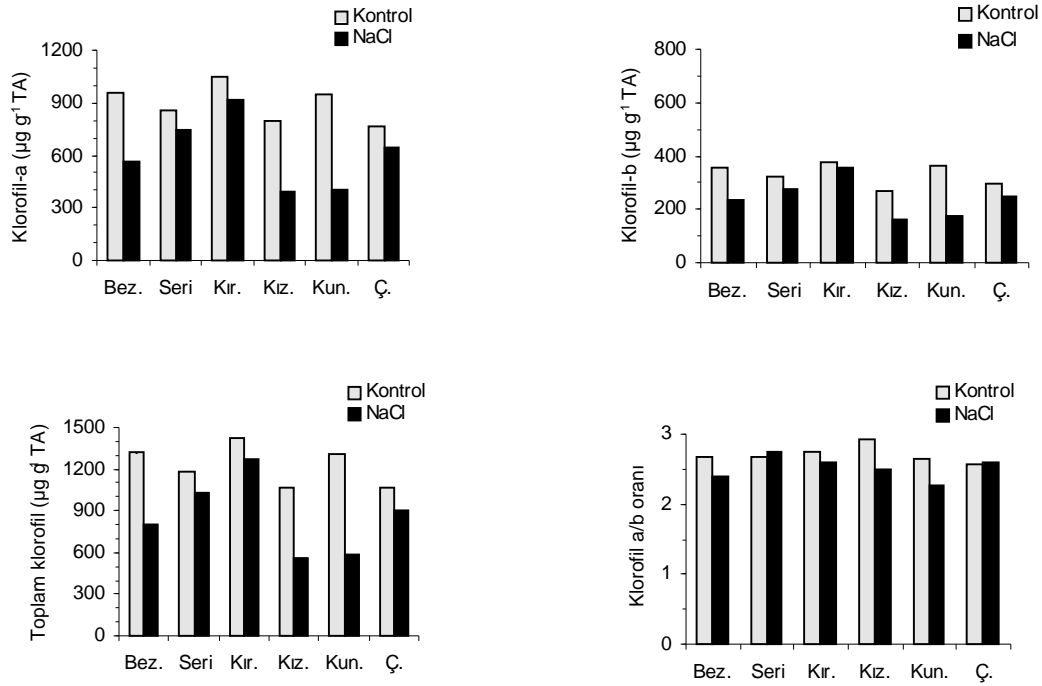 Kontrol
NaCl
Klorofil-a (µg g⁻¹ TA)
1200
900
600
300
0
Bez. Seri Kır. Kız. Kun. Ç.
Kontrol
NaCl
Klorofil-b (µg g⁻¹ TA)
800
600
400
200
0
Bez. Seri Kır. Kız. Kun. Ç.
Kontrol
NaCl
Toplam klorofil (µg g TA)
1500
1200
900
600
300
0
Bez. Seri Kır. Kız. Kun. Ç.
Kontrol
NaCl
Klorofil a/b oranı
3
2
1
0
Bez. Seri Kır. Kız. Kun. Ç.